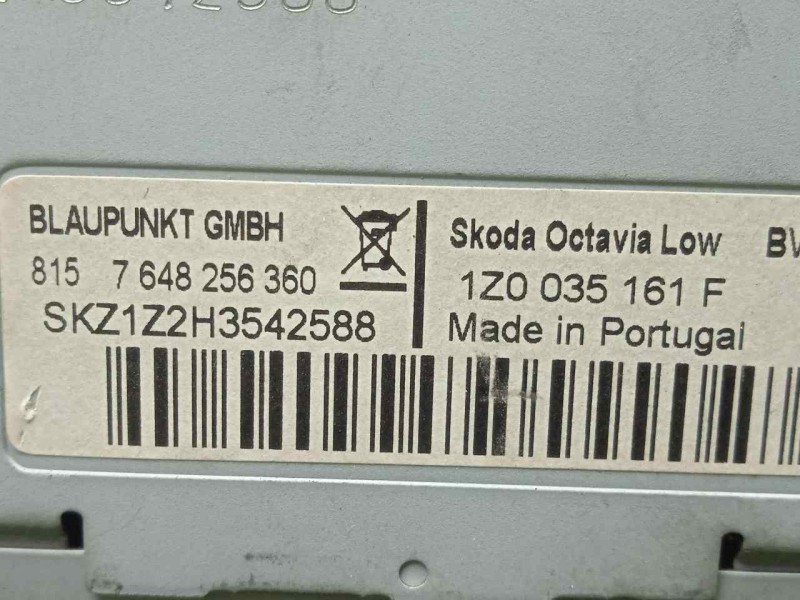 BLAUPUNKT GMBH
815 7 648 256 360
SKZ1Z2H3542588
Skoda Octavia Low
1Z0 035 161 F
Made in Portugal